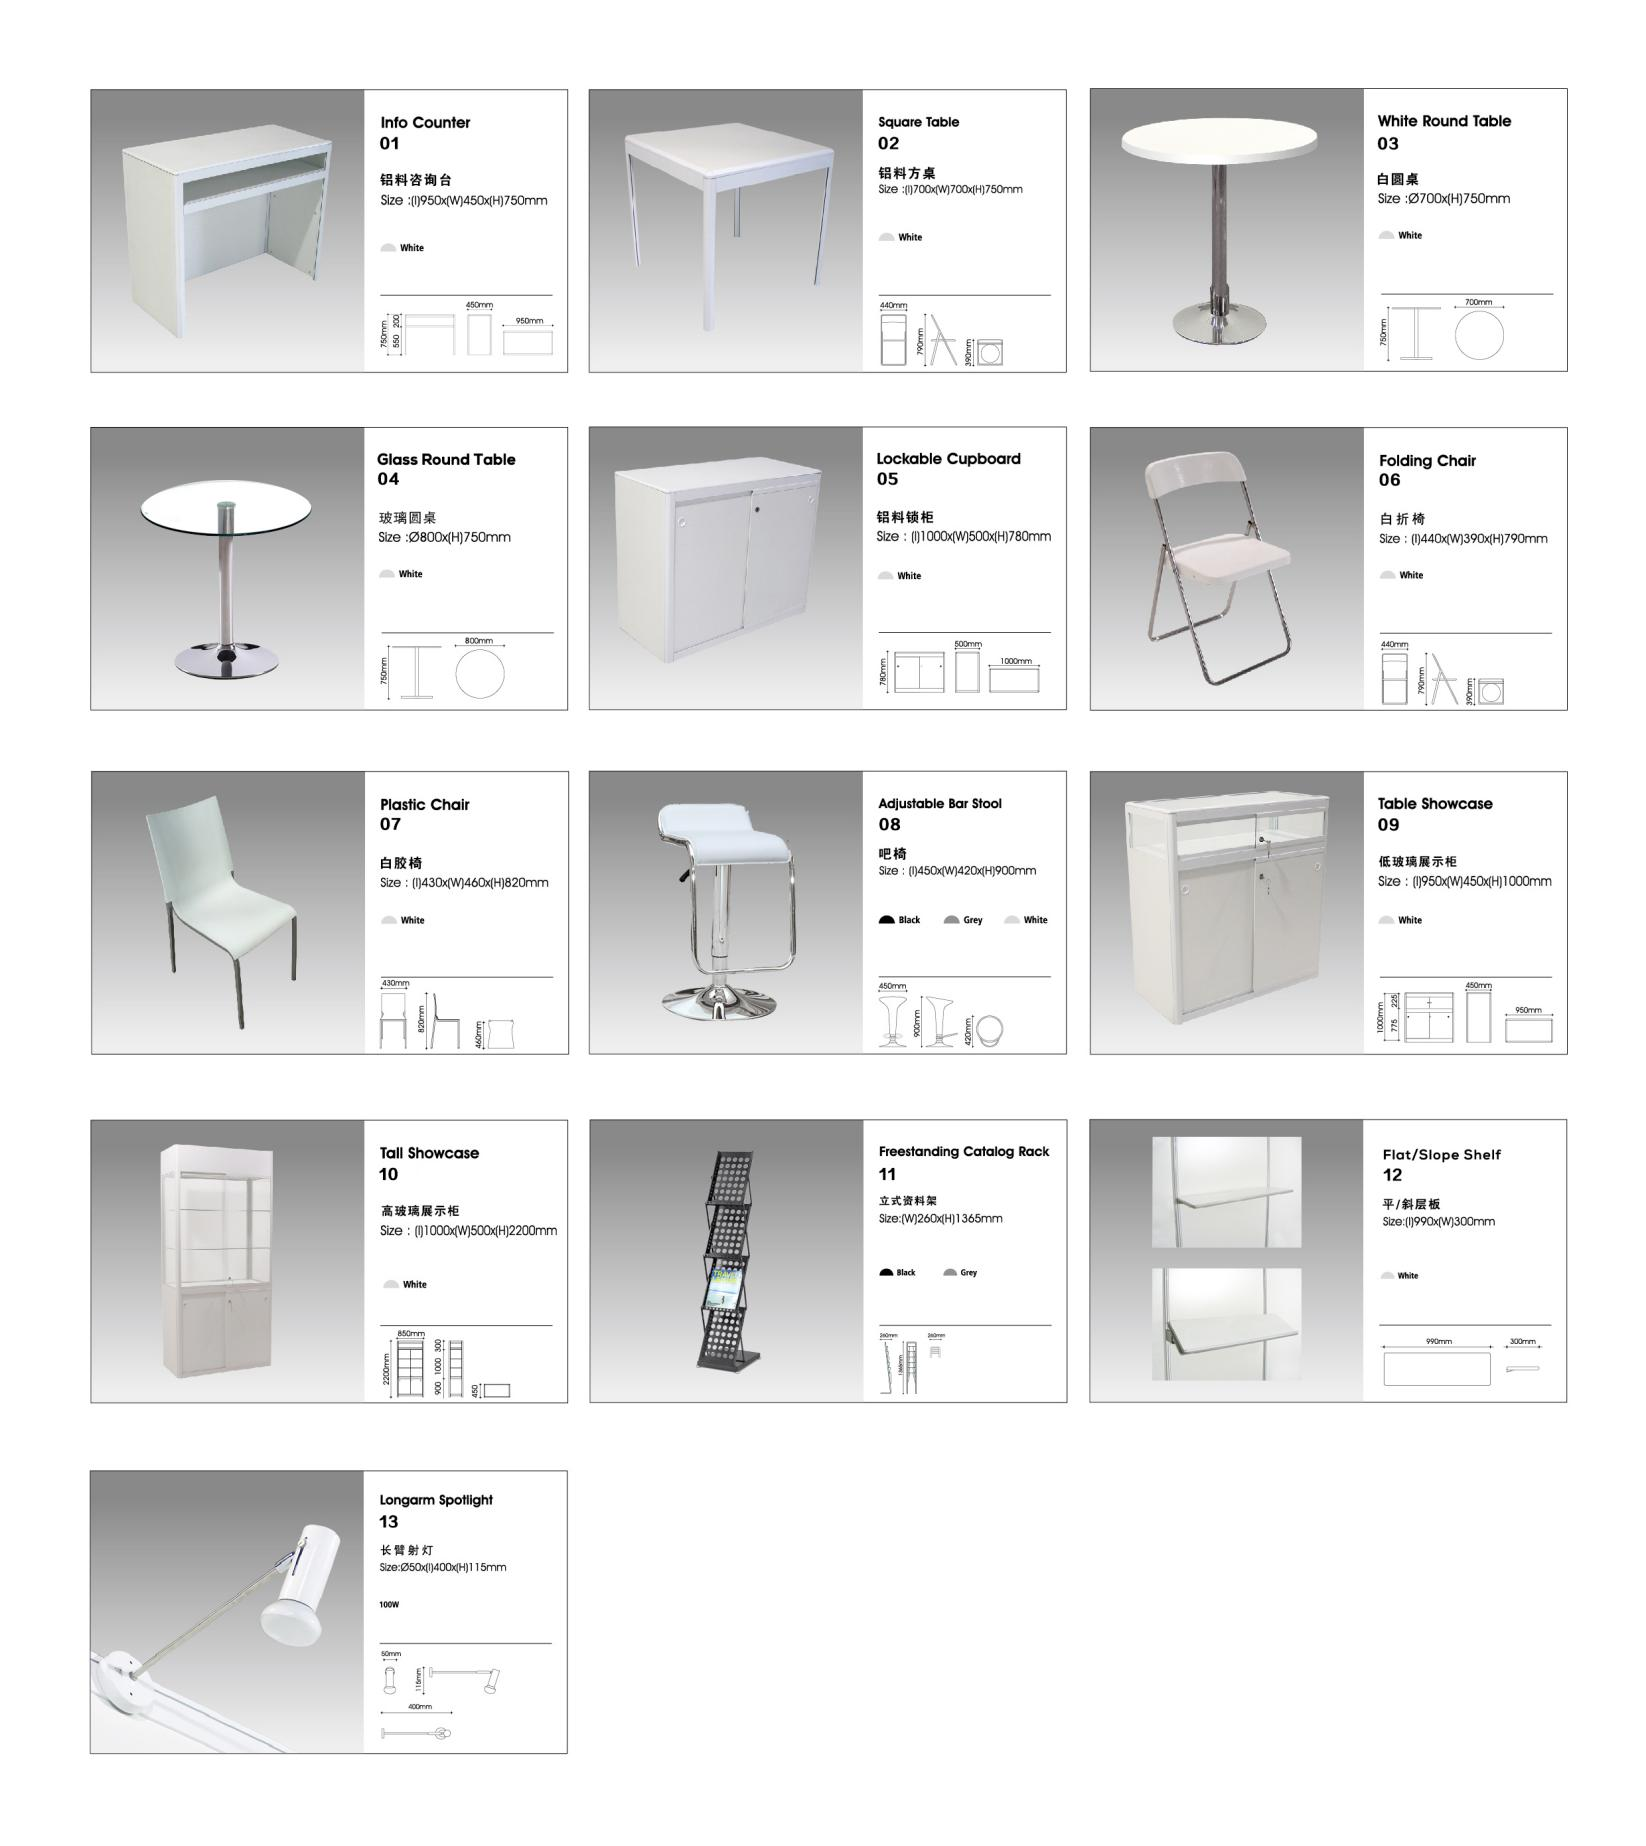 Info Counter
01
铝料咨询台
Size :(l)950x(W)450x(H)750mm
White
450mm
950mm
750mm
200
550
Square Table
02
铝料方桌
Size :(l)700x(W)700x(H)750mm
White
440mm
790mm
390mm
White Round Table
03
白圆桌
Size :Ø700x(H)750mm
White
700mm
750mm
Glass Round Table
04
玻璃圆桌
Size :Ø800x(H)750mm
White
800mm
750mm
Lockable Cupboard
05
铝料锁柜
Size : (l)1000x(W)500x(H)780mm
White
500mm
1000mm
780mm
Folding Chair
06
白折椅
Size : (l)440x(W)390x(H)790mm
White
440mm
790mm
390mm
Plastic Chair
07
白胶椅
Size : (l)430x(W)460x(H)820mm
White
430mm
820mm
460mm
Adjustable Bar Stool
08
吧椅
Size : (l)450x(W)420x(H)900mm
Black Grey White
450mm
900mm
420mm
Table Showcase
09
低玻璃展示柜
Size : (l)950x(W)450x(H)1000mm
White
450mm
950mm
1000mm
225
775
Tall Showcase
10
高玻璃展示柜
Size : (l)1000x(W)500x(H)2200mm
White
850mm
2200mm
300
1000
900
450
Freestanding Catalog Rack
11
立式资料架
Size:(W)260x(H)1365mm
Black Grey
260mm
260mm
1365mm
Flat/Slope Shelf
12
平/斜层板
Size:(l)990x(W)300mm
White
990mm
300mm
Longarm Spotlight
13
长臂射灯
Size:Ø50x(l)400x(H)115mm
100W
50mm
115mm
400mm